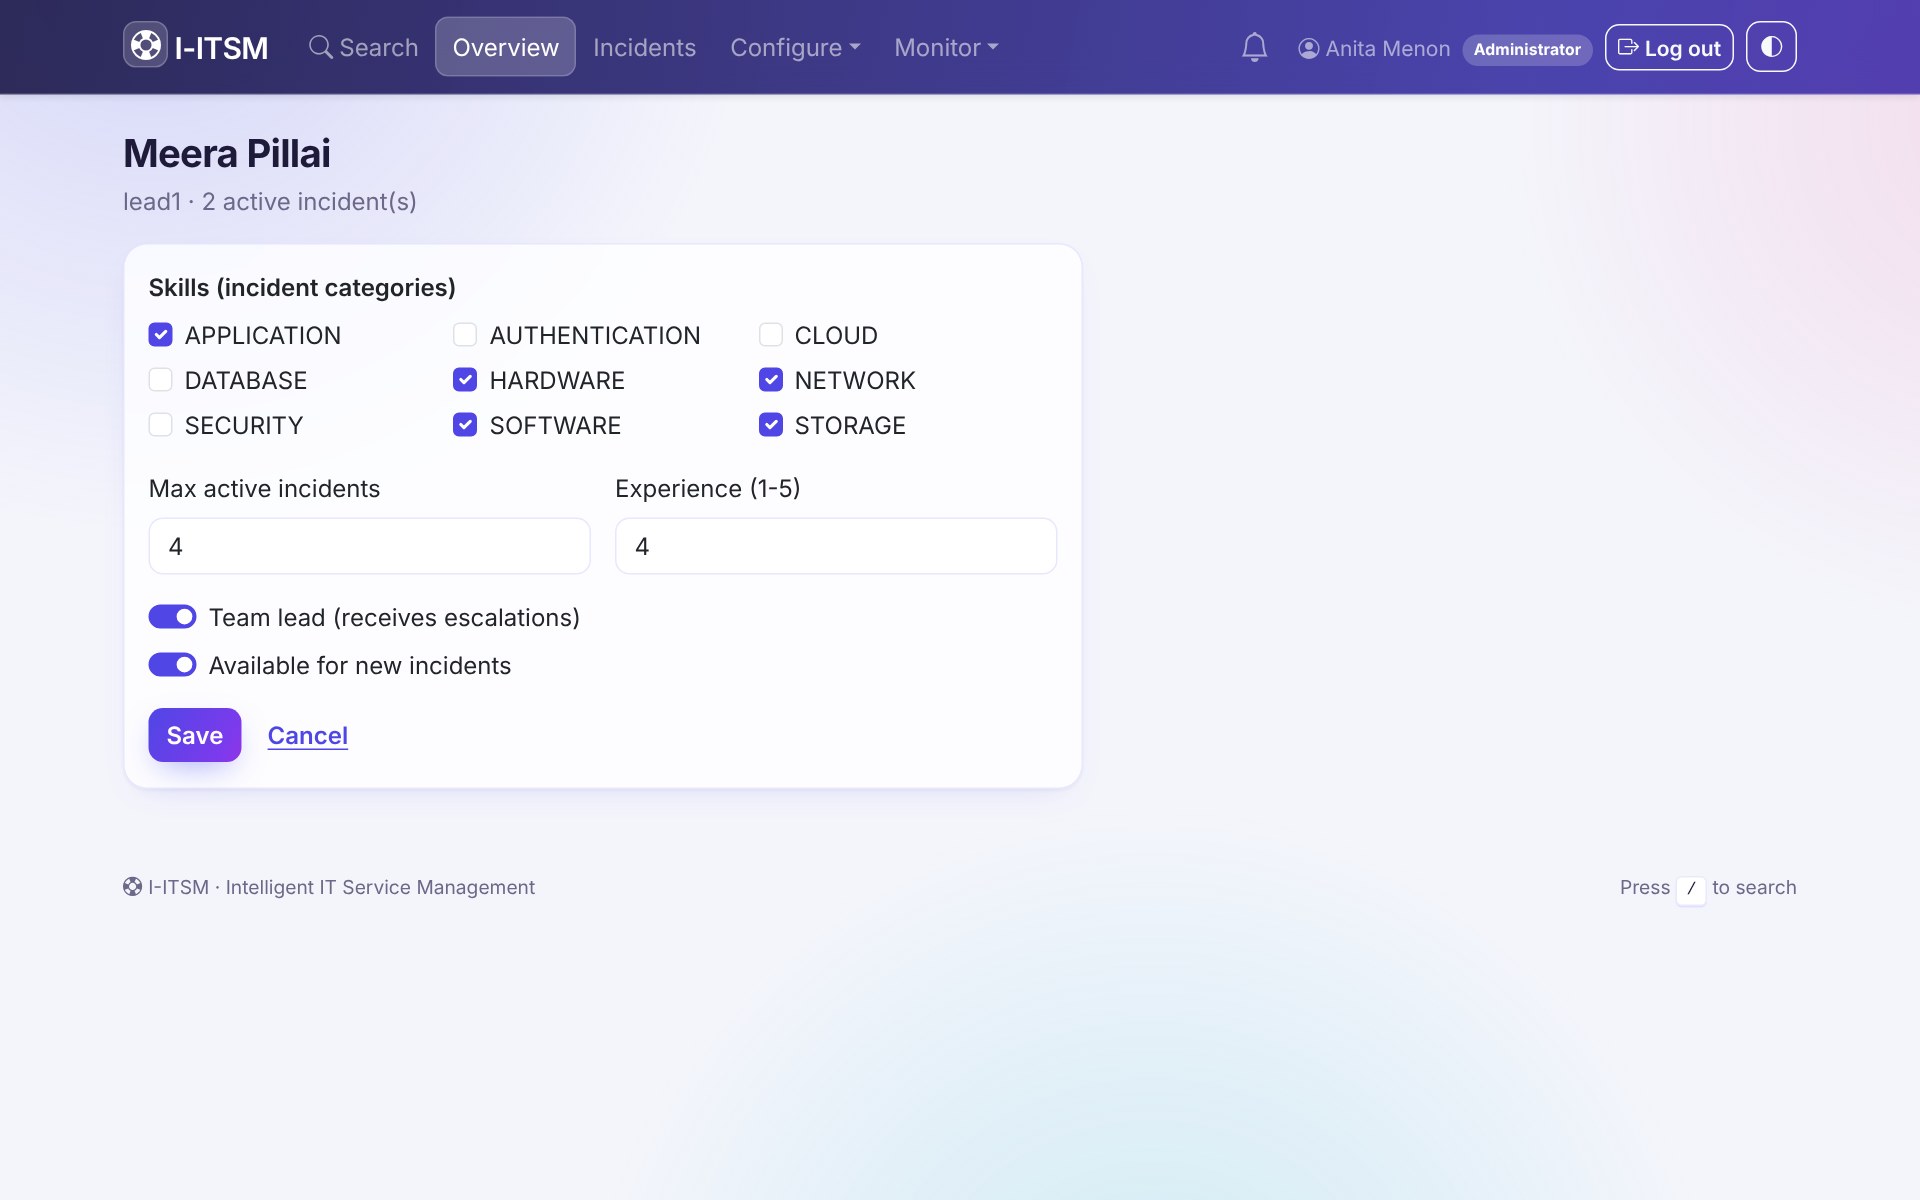 I-ITSM Search Overview Incidents Configure Monitor Anita Menon Administrator Log out
Meera Pillai
lead1 · 2 active incident(s)
Skills (incident categories)
APPLICATION AUTHENTICATION CLOUD
DATABASE HARDWARE NETWORK
SECURITY SOFTWARE STORAGE
Max active incidents Experience (1-5)
4 4
Team lead (receives escalations)
Available for new incidents
Save Cancel
I-ITSM · Intelligent IT Service Management Press / to search